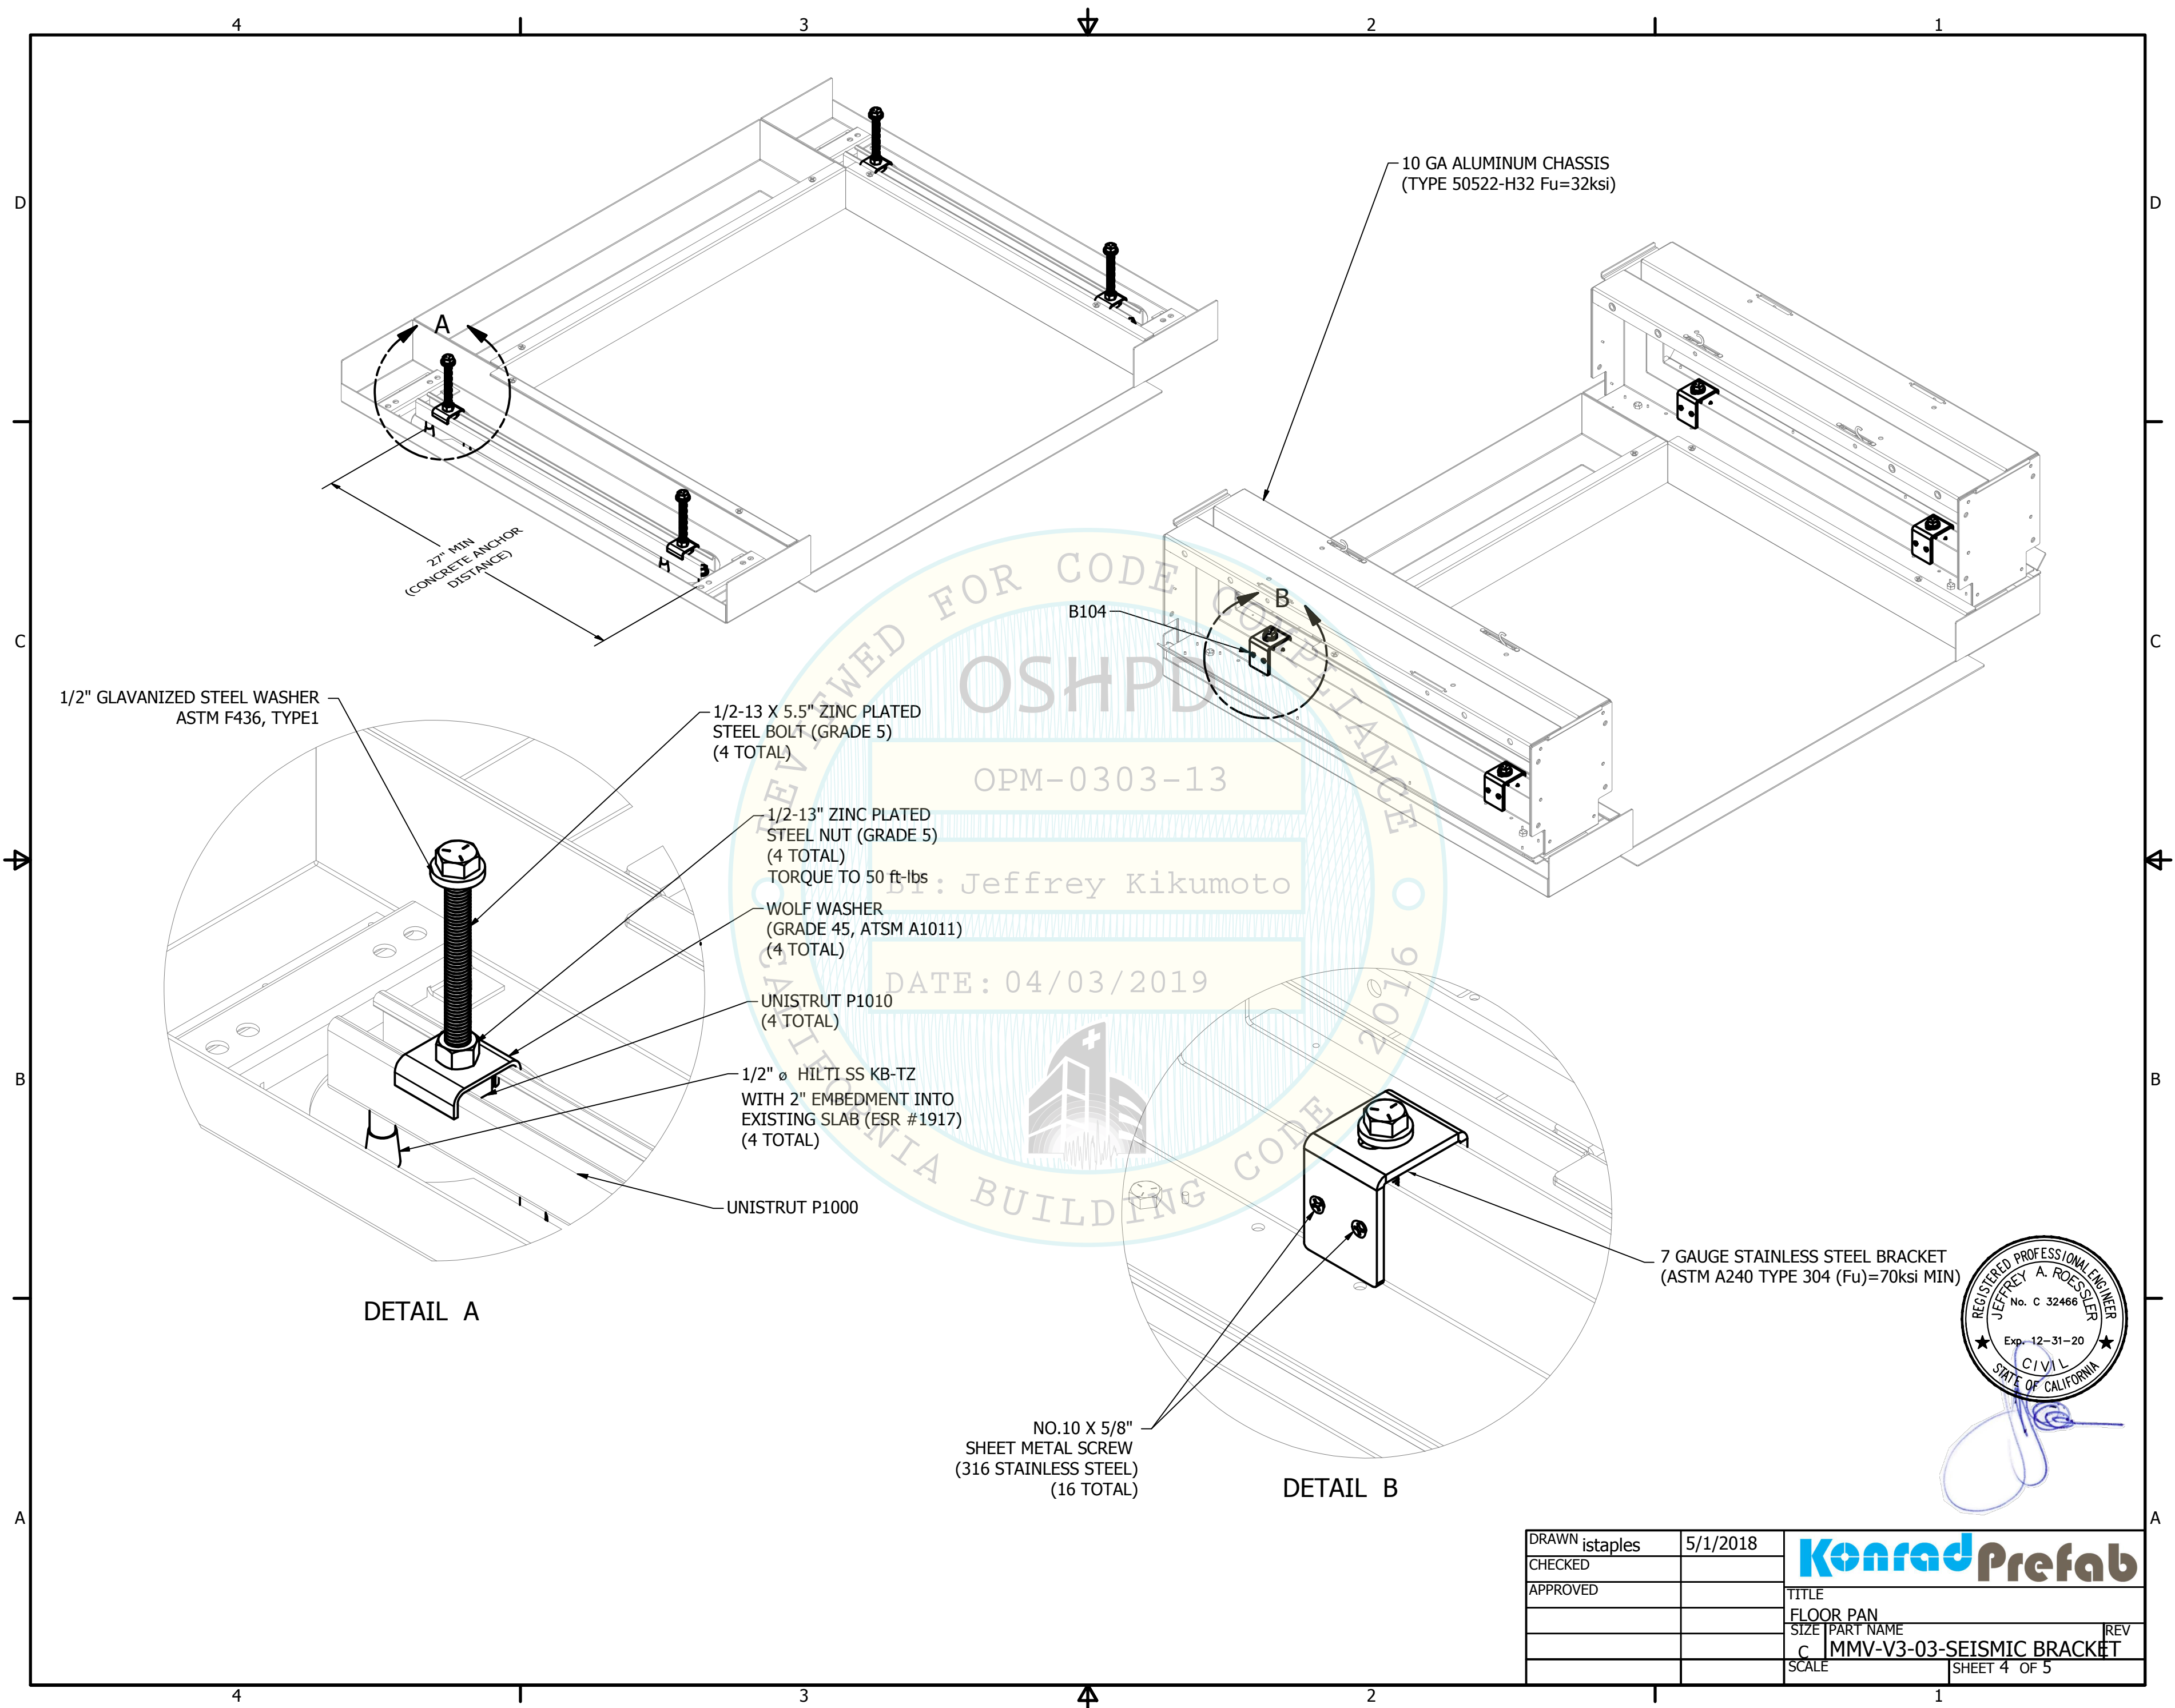 4
3
2
1
D
D
10 GA ALUMINUM CHASSIS
(TYPE 50522-H32 Fu=32ksi)
A
27" MIN
(CONCRETE ANCHOR
DISTANCE)
B104
B
C
C
1/2" GLAVANIZED STEEL WASHER
ASTM F436, TYPE1
1/2-13 X 5.5" ZINC PLATED
STEEL BOLT (GRADE 5)
(4 TOTAL)
1/2-13" ZINC PLATED
STEEL NUT (GRADE 5)
(4 TOTAL)
TORQUE TO 50 ft-lbs
WOLF WASHER
(GRADE 45, ATSM A1011)
(4 TOTAL)
UNISTRUT P1010
(4 TOTAL)
1/2" ø HILTI SS KB-TZ
WITH 2" EMBEDMENT INTO
EXISTING SLAB (ESR #1917)
(4 TOTAL)
UNISTRUT P1000
DETAIL A
REVIEWED FOR CODE COMPLIANCE
OSHPD
OPM-0303-13
BY: Jeffrey Kikumoto
DATE: 04/03/2019
CALIFORNIA BUILDING CODE 2016
B
B
7 GAUGE STAINLESS STEEL BRACKET
(ASTM A240 TYPE 304 (Fu)=70ksi MIN)
NO.10 X 5/8"
SHEET METAL SCREW
(316 STAINLESS STEEL)
(16 TOTAL)
DETAIL B
REGISTERED PROFESSIONAL ENGINEER
JEFFREY A. ROESSLER
No. C 32466
Exp. 12-31-20
CIVIL
STATE OF CALIFORNIA
A
A
DRAWN istaples 5/1/2018
CHECKED
APPROVED
Konrad Prefab
TITLE
FLOOR PAN
SIZE PART NAME REV
C MMV-V3-03-SEISMIC BRACKET
SCALE SHEET 4 OF 5
4
3
2
1